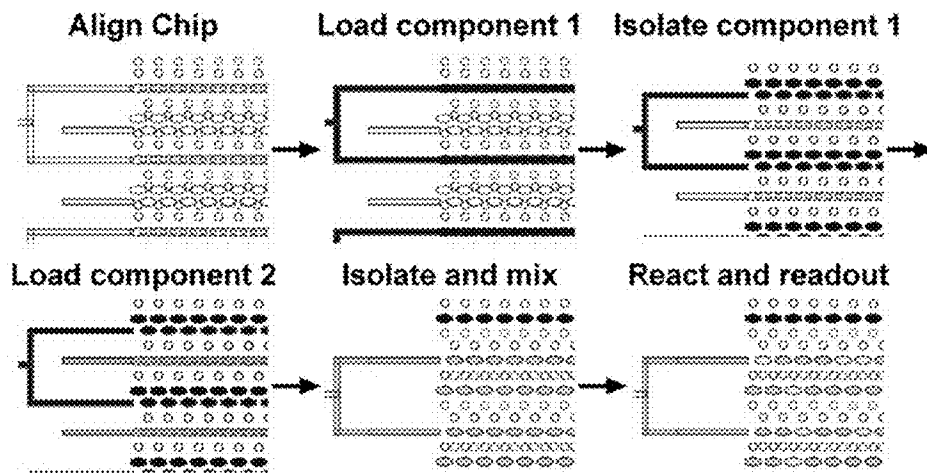 Align Chip
Load component 1
Isolate component 1
Load component 2
Isolate and mix
React and readout